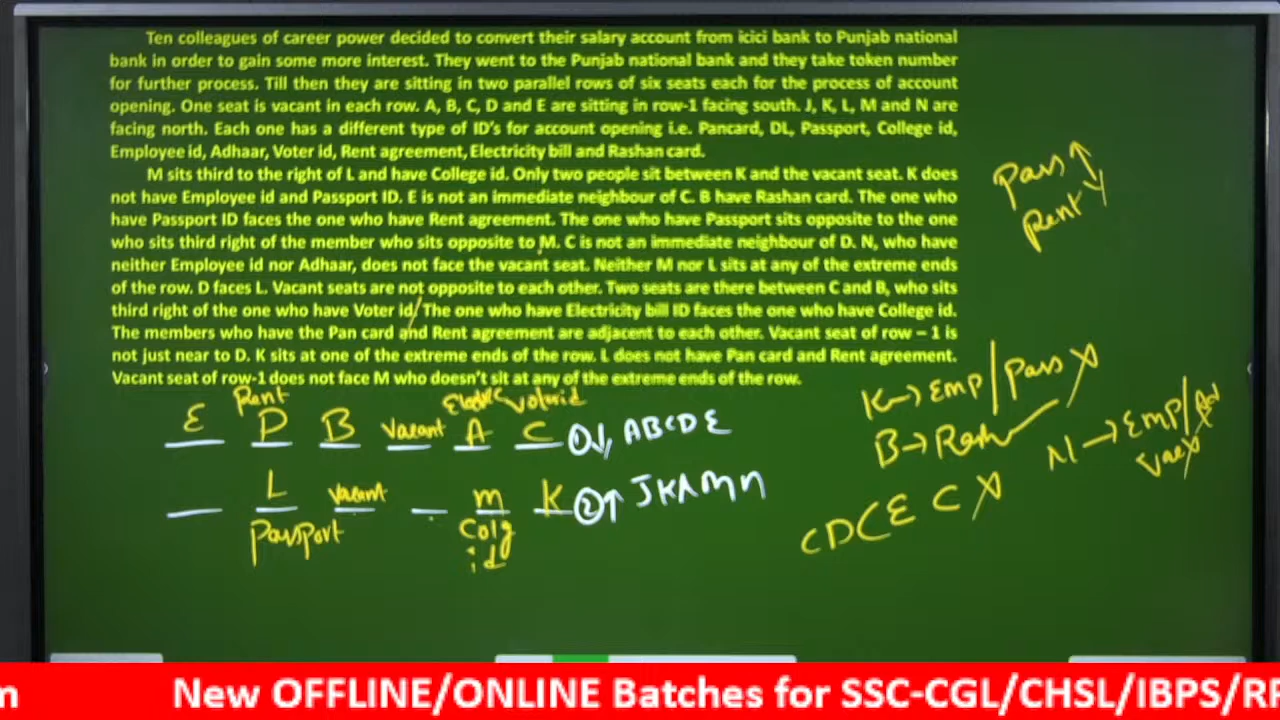 Ten colleagues of career power decided to convert their salary account from icici bank to Punjab national
bank in order to gain some more interest. They went to the Punjab national bank and they take token number
for further process. Till then they are sitting in two parallel rows of six seats each for the process of account
opening. One seat is vacant in each row. A, B, C, D and E are sitting in row-1 facing south. J, K, L, M and N are
facing north. Each one has a different type of ID's for account opening i.e. Pancard, DL, Passport, College id,
Employee id, Adhaar, Voter id, Rent agreement, Electricity bill and Rashan card.
M sits third to the right of L and have College id. Only two people sit between K and the vacant seat. K does
not have Employee id and Passport ID. E is not an immediate neighbour of C. B have Rashan card. The one who
have Passport ID faces the one who have Rent agreement. The one who have Passport sits opposite to the one
who sits third right of the member who sits opposite to M. C is not an immediate neighbour of D. N, who have
neither Employee id nor Adhaar, does not face the vacant seat. Neither M nor L sits at any of the extreme ends
of the row. D faces L. Vacant seats are not opposite to each other. Two seats are there between C and B, who sits
third right of the one who have Voter id. The one who have Electricity bill ID faces the one who have College id.
The members who have the Pan card and Rent agreement are adjacent to each other. Vacant seat of row – 1 is
not just near to D. K sits at one of the extreme ends of the row. L does not have Pan card and Rent agreement.
Vacant seat of row-1 does not face M who doesn't sit at any of the extreme ends of the row.
Pass ↑
Rent
Rent Voterid
E D B Vacant A C ① ↓ A B C D E
L Vacant m K ② ↑ J K L M n
Passport Colg
id
K → Emp/Pass X
B → Rash
N → Emp/Ad
Vac X
C D C E C X
New OFFLINE/ONLINE Batches for SSC-CGL/CHSL/IBPS/